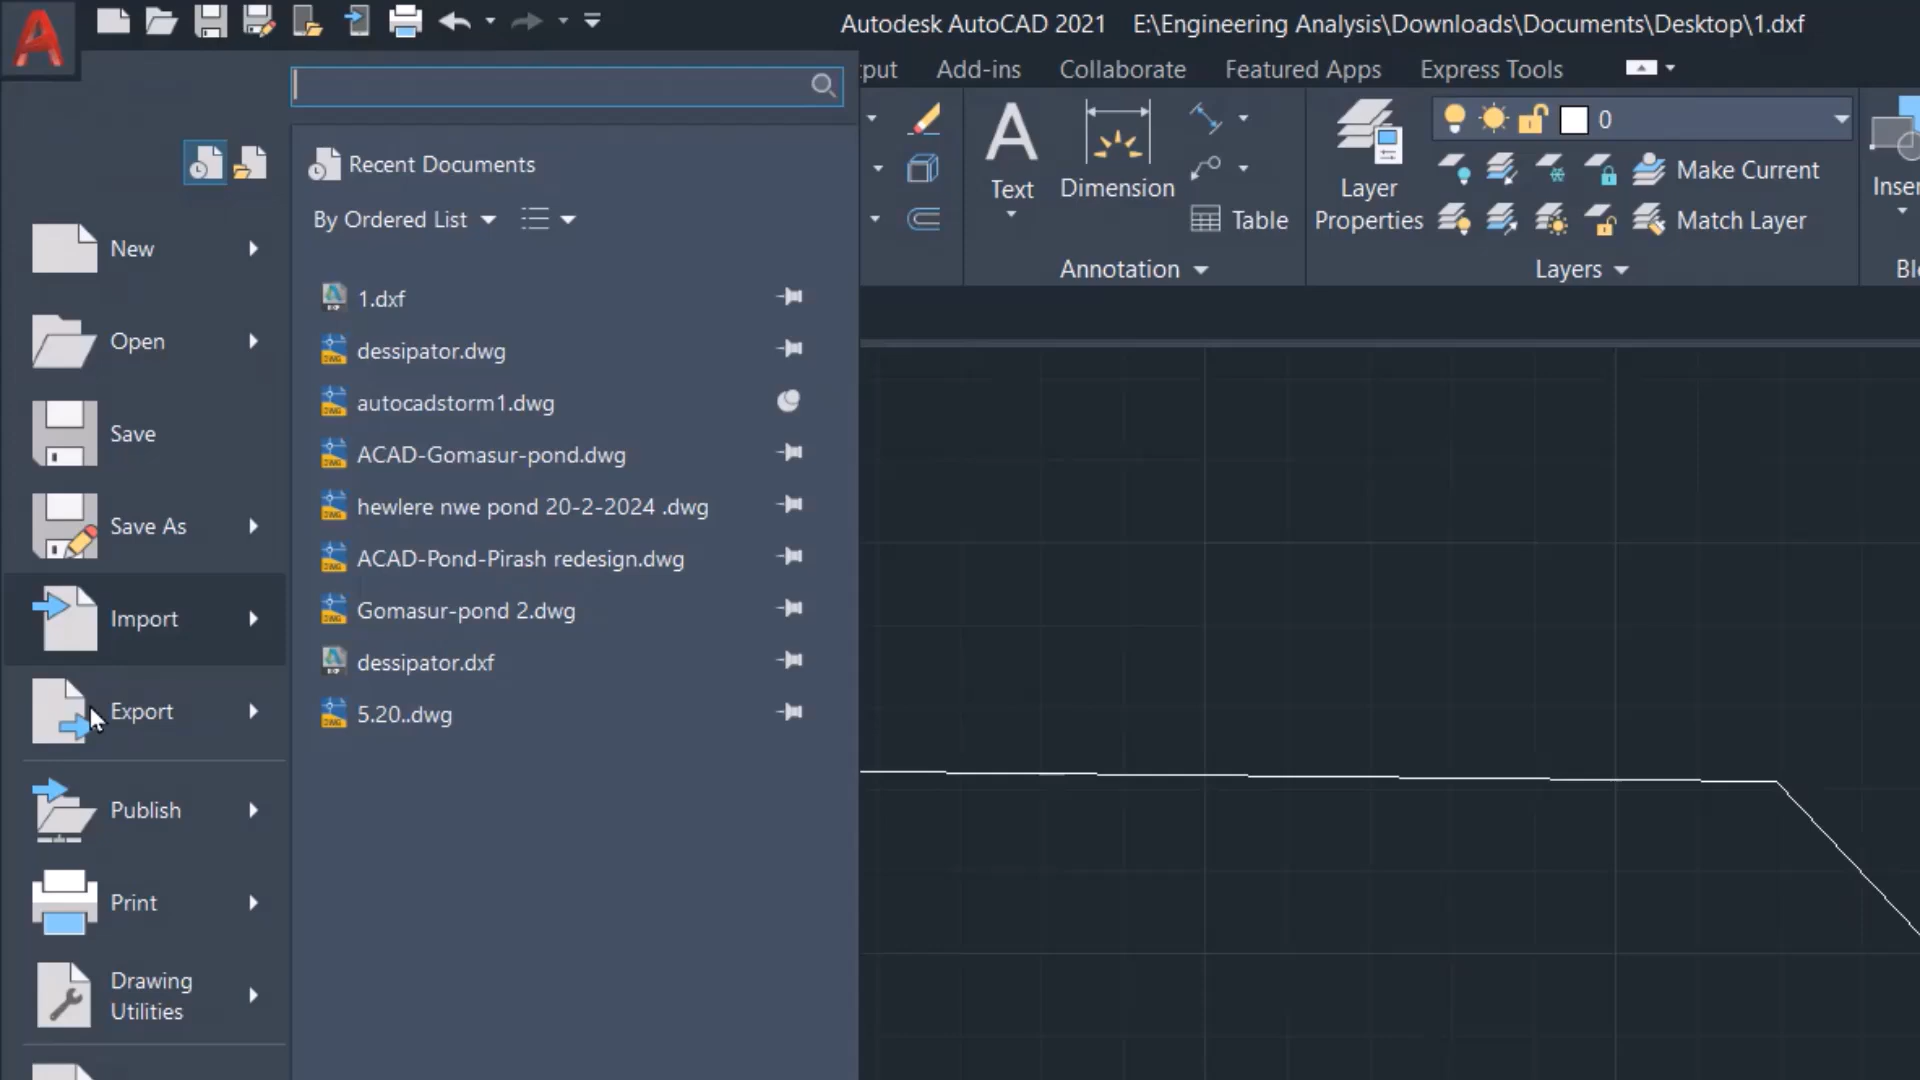 Autodesk AutoCAD 2021 E:\Engineering Analysis\Downloads\Documents\Desktop\1.dxf
Add-ins Collaborate Featured Apps Express Tools
Recent Documents
By Ordered List
New
Open
Save
Save As
Import
Export
Publish
Print
Drawing
Utilities
1.dxf
dessipator.dwg
autocadstorm1.dwg
ACAD-Gomasur-pond.dwg
hewlere nwe pond 20-2-2024 .dwg
ACAD-Pond-Pirash redesign.dwg
Gomasur-pond 2.dwg
dessipator.dxf
5.20..dwg
Text
Dimension
Table
Annotation
Layer
Properties
0
Make Current
Match Layer
Layers